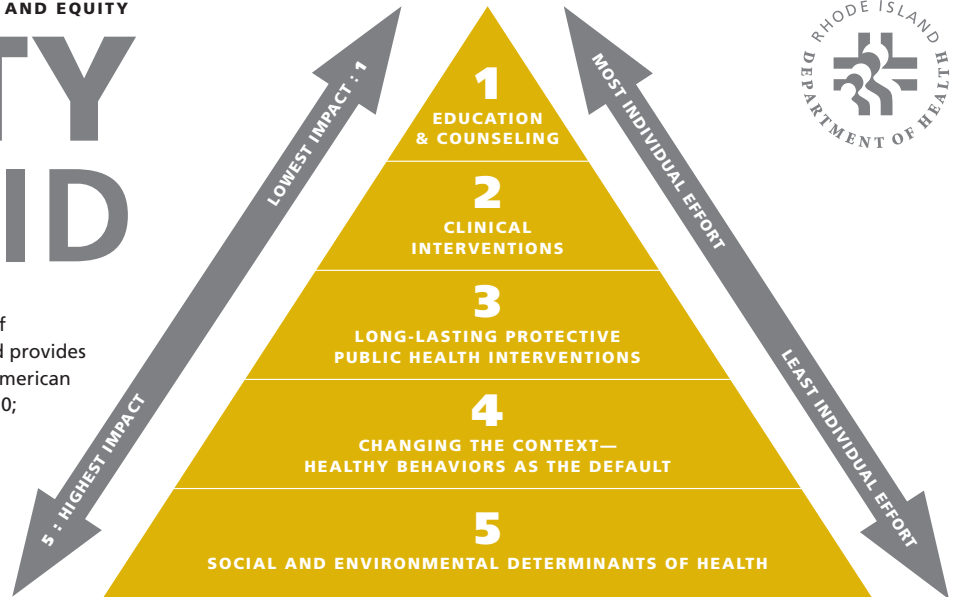 AND EQUITY
TY
ID
f
d provides
merican
0;
LOWEST IMPACT : 1
5 : HIGHEST IMPACT
1
EDUCATION
& COUNSELING
2
CLINICAL
INTERVENTIONS
3
LONG-LASTING PROTECTIVE
PUBLIC HEALTH INTERVENTIONS
4
CHANGING THE CONTEXT—
HEALTHY BEHAVIORS AS THE DEFAULT
5
SOCIAL AND ENVIRONMENTAL DETERMINANTS OF HEALTH
MOST INDIVIDUAL EFFORT
LEAST INDIVIDUAL EFFORT
RHODE ISLAND
DEPARTMENT OF HEALTH